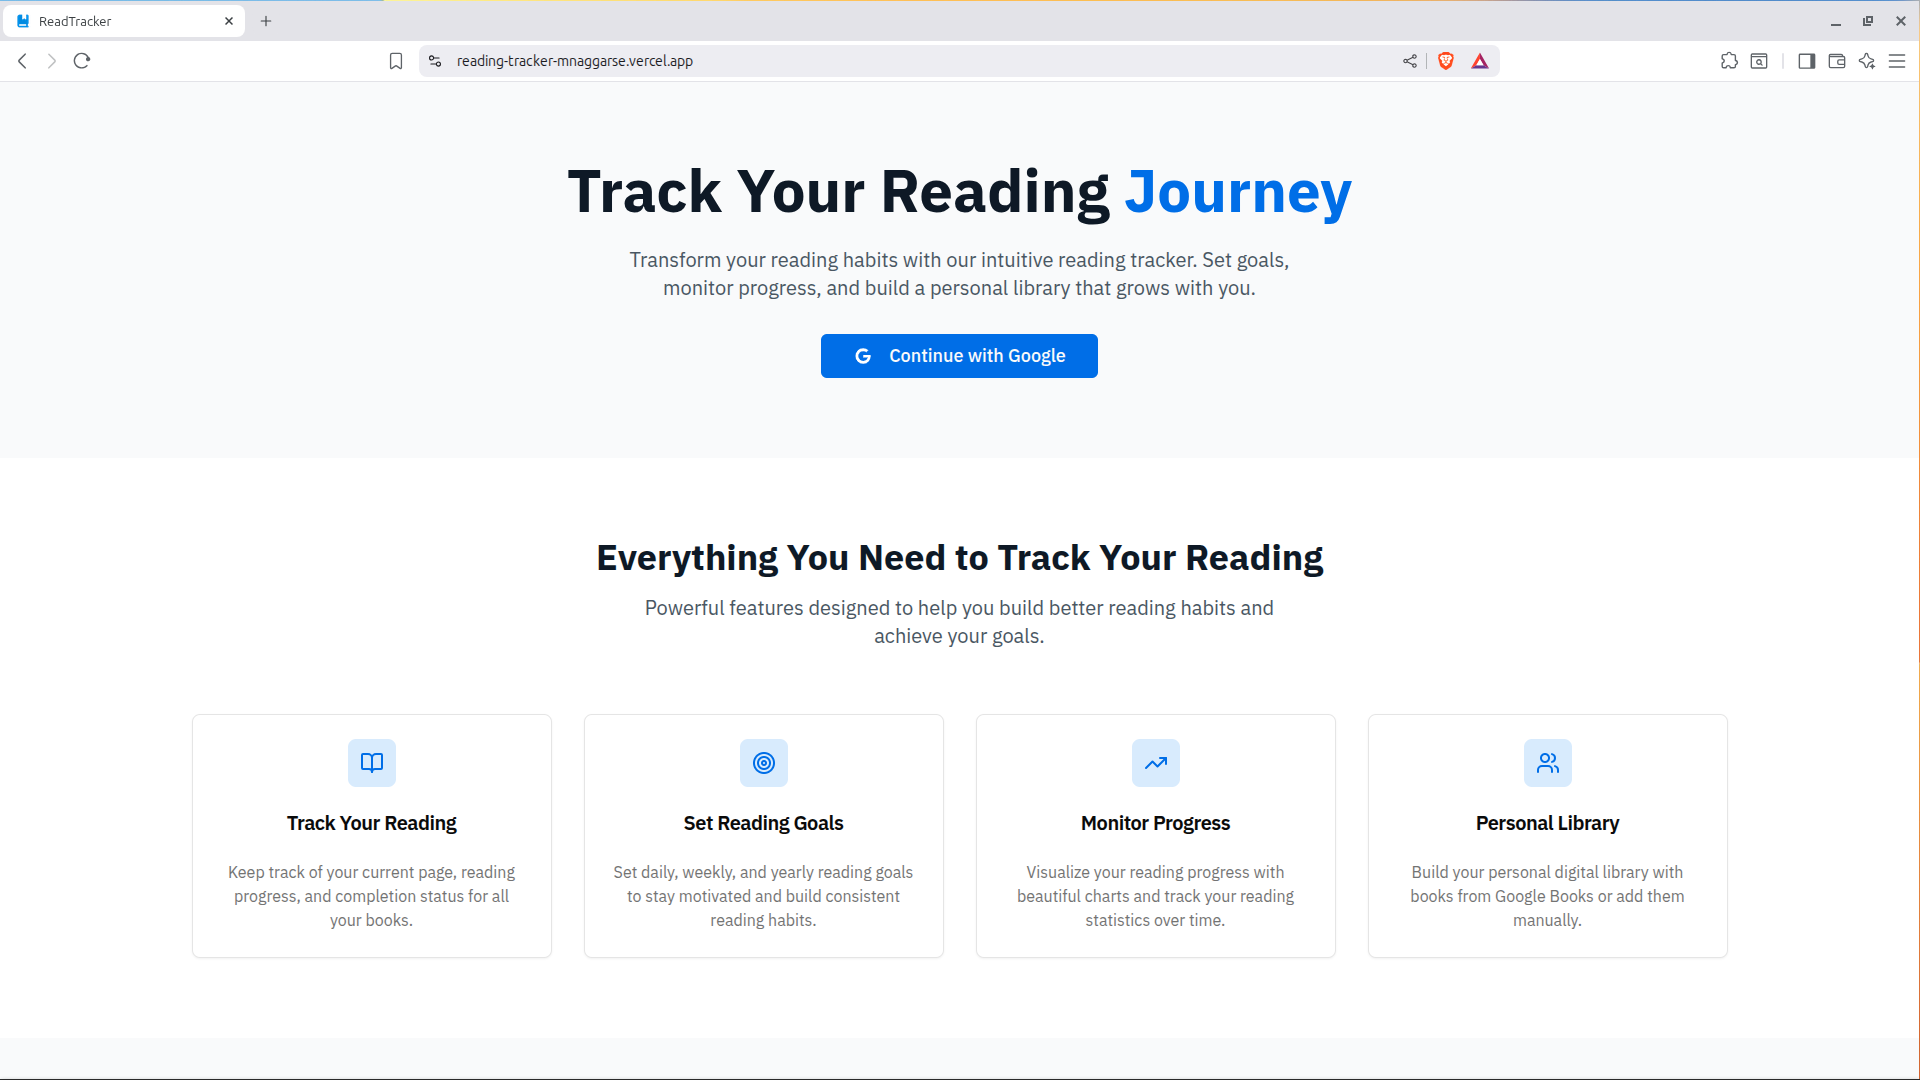 ReadTracker
reading-tracker-mnaggarse.vercel.app
Track Your Reading Journey
Transform your reading habits with our intuitive reading tracker. Set goals,
monitor progress, and build a personal library that grows with you.
Continue with Google
Everything You Need to Track Your Reading
Powerful features designed to help you build better reading habits and
achieve your goals.
Track Your Reading
Keep track of your current page, reading
progress, and completion status for all
your books.
Set Reading Goals
Set daily, weekly, and yearly reading goals
to stay motivated and build consistent
reading habits.
Monitor Progress
Visualize your reading progress with
beautiful charts and track your reading
statistics over time.
Personal Library
Build your personal digital library with
books from Google Books or add them
manually.